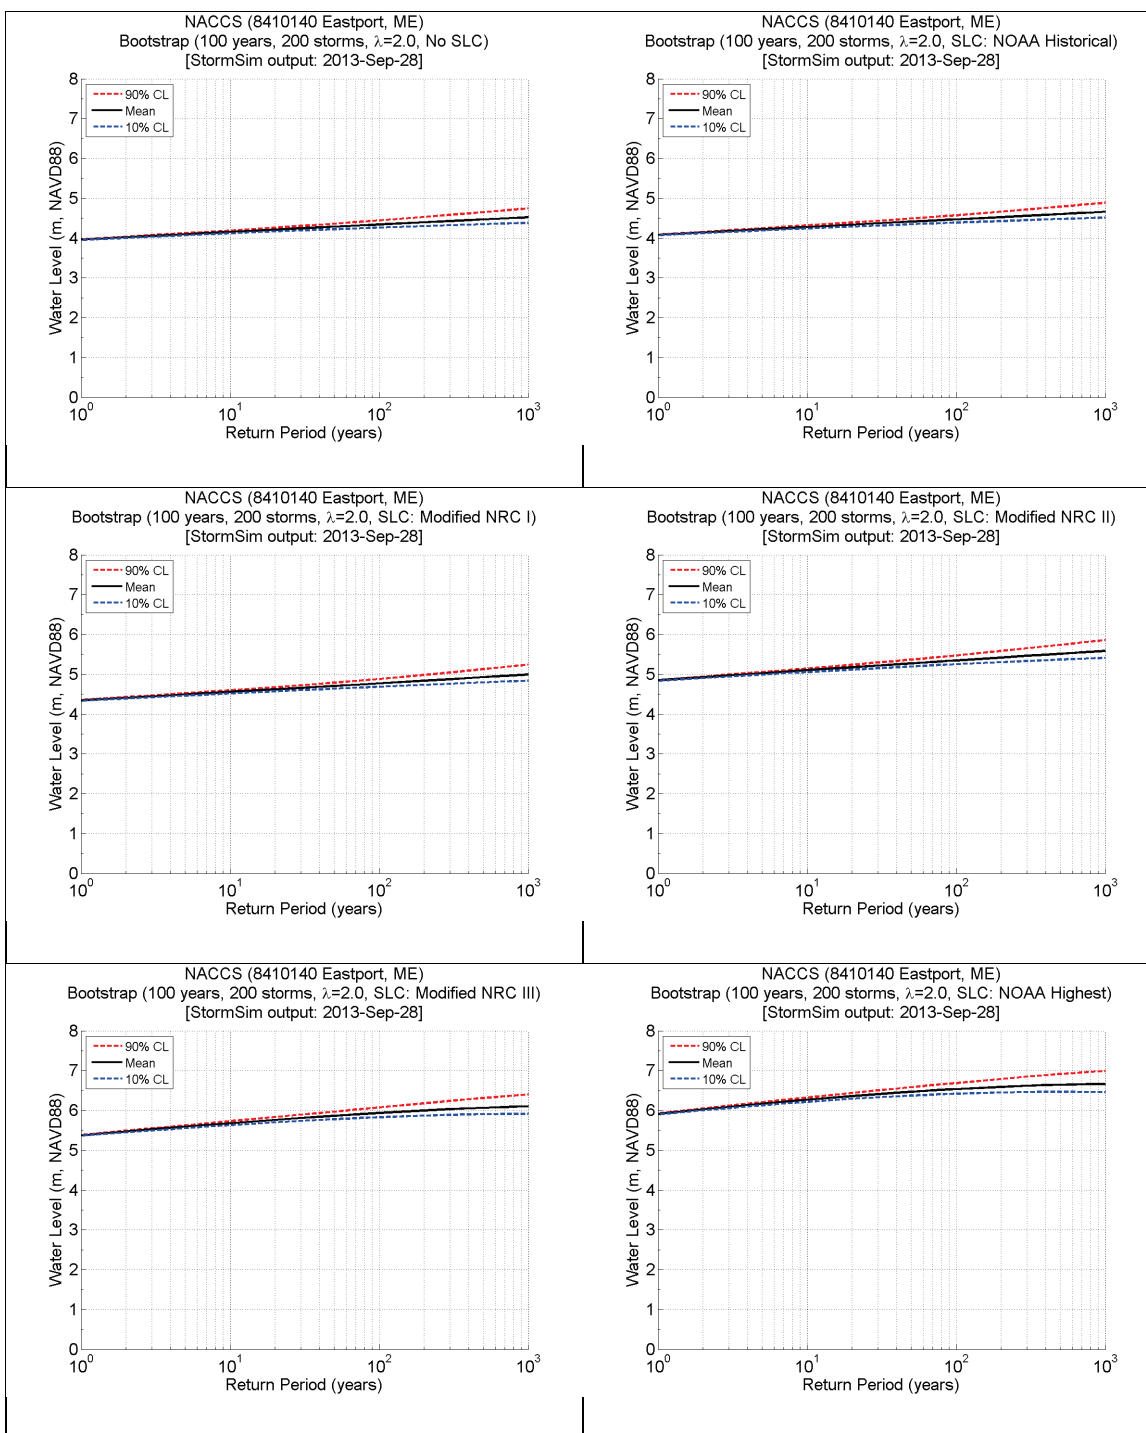 NACCS (8410140 Eastport, ME)
Bootstrap (100 years, 200 storms, λ=2.0, No SLC)
[StormSim output: 2013-Sep-28]
8
7
6
5
4
3
2
1
0
90% CL
Mean
10% CL
Water Level (m, NAVD88)
10^0 10^1 10^2 10^3
Return Period (years)
NACCS (8410140 Eastport, ME)
Bootstrap (100 years, 200 storms, λ=2.0, SLC: NOAA Historical)
[StormSim output: 2013-Sep-28]
8
7
6
5
4
3
2
1
0
90% CL
Mean
10% CL
Water Level (m, NAVD88)
10^0 10^1 10^2 10^3
Return Period (years)
NACCS (8410140 Eastport, ME)
Bootstrap (100 years, 200 storms, λ=2.0, SLC: Modified NRC I)
[StormSim output: 2013-Sep-28]
8
7
6
5
4
3
2
1
0
90% CL
Mean
10% CL
Water Level (m, NAVD88)
10^0 10^1 10^2 10^3
Return Period (years)
NACCS (8410140 Eastport, ME)
Bootstrap (100 years, 200 storms, λ=2.0, SLC: Modified NRC II)
[StormSim output: 2013-Sep-28]
8
7
6
5
4
3
2
1
0
90% CL
Mean
10% CL
Water Level (m, NAVD88)
10^0 10^1 10^2 10^3
Return Period (years)
NACCS (8410140 Eastport, ME)
Bootstrap (100 years, 200 storms, λ=2.0, SLC: Modified NRC III)
[StormSim output: 2013-Sep-28]
8
7
6
5
4
3
2
1
0
90% CL
Mean
10% CL
Water Level (m, NAVD88)
10^0 10^1 10^2 10^3
Return Period (years)
NACCS (8410140 Eastport, ME)
Bootstrap (100 years, 200 storms, λ=2.0, SLC: NOAA Highest)
[StormSim output: 2013-Sep-28]
8
7
6
5
4
3
2
1
0
90% CL
Mean
10% CL
Water Level (m, NAVD88)
10^0 10^1 10^2 10^3
Return Period (years)